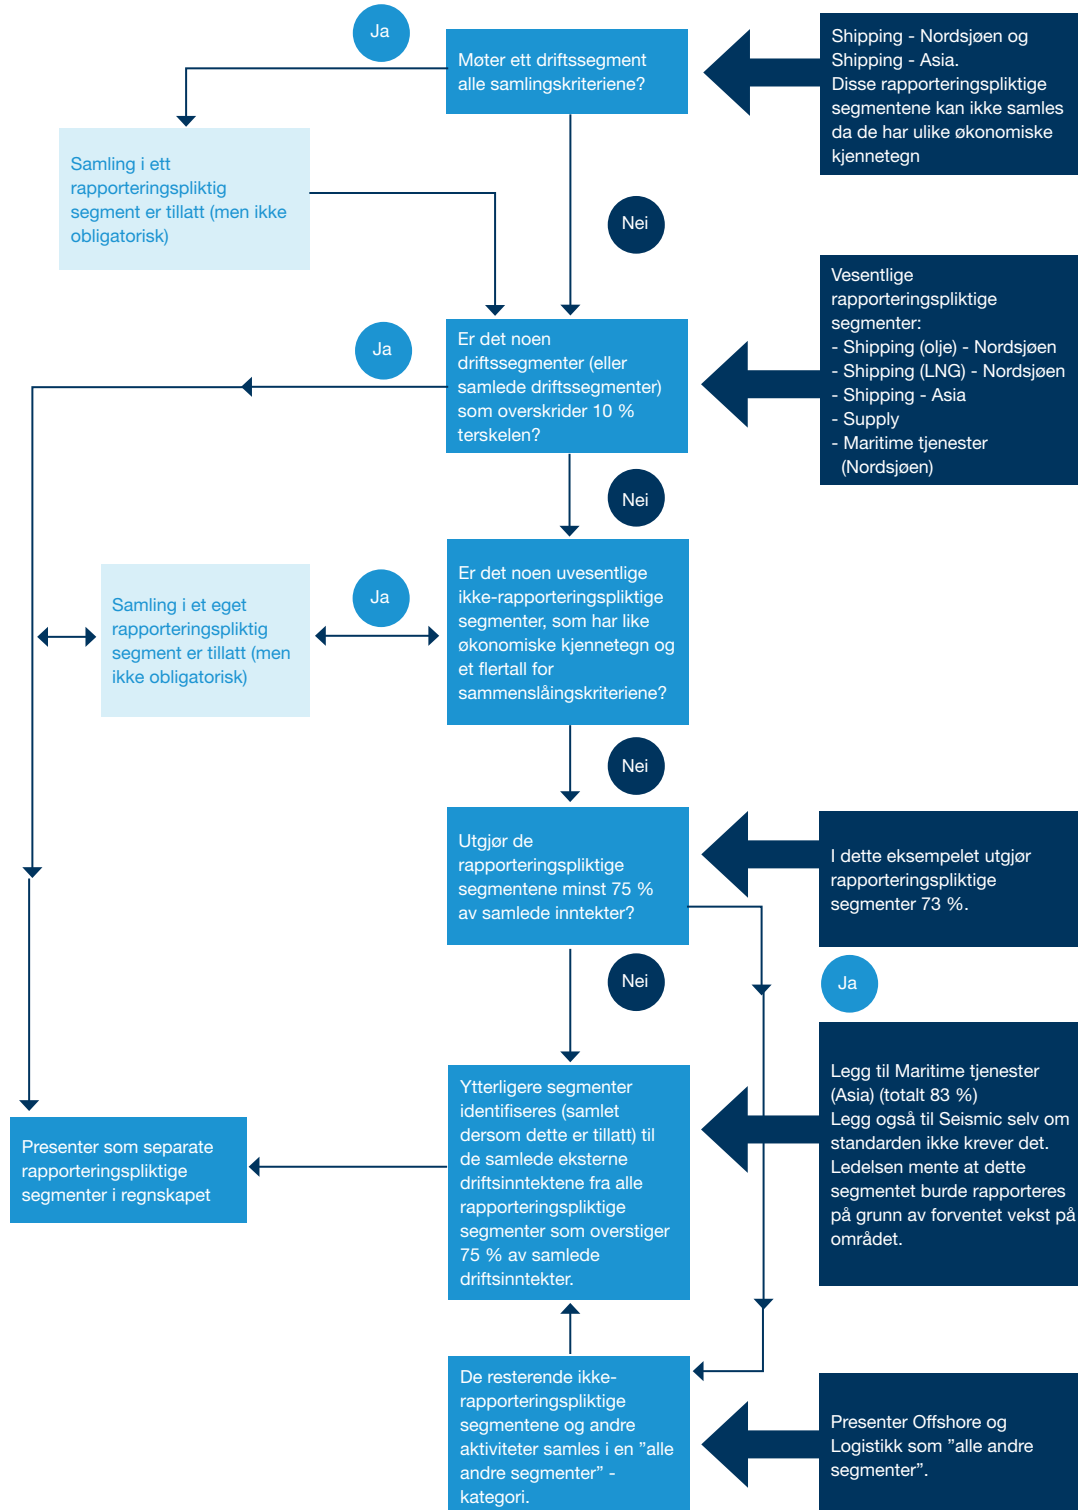 Ja
Møter ett driftssegment
alle samlingskriteriene?
Shipping - Nordsjøen og
Shipping - Asia.
Disse rapporteringspliktige
segmentene kan ikke samles
da de har ulike økonomiske
kjennetegn
Samling i ett
rapporteringspliktig
segment er tillatt (men ikke
obligatorisk)
Nei
Ja
Er det noen
driftssegmenter (eller
samlede driftssegmenter)
som overskrider 10 %
terskelen?
Vesentlige
rapporteringspliktige
segmenter:
- Shipping (olje) - Nordsjøen
- Shipping (LNG) - Nordsjøen
- Shipping - Asia
- Supply
- Maritime tjenester
(Nordsjøen)
Nei
Samling i et eget
rapporteringspliktig
segment er tillatt (men
ikke obligatorisk)
Ja
Er det noen uvesentlige
ikke-rapporteringspliktige
segmenter, som har like
økonomiske kjennetegn og
et flertall for
sammenslåingskriteriene?
Nei
Utgjør de
rapporteringspliktige
segmentene minst 75 %
av samlede inntekter?
I dette eksempelet utgjør
rapporteringspliktige
segmenter 73 %.
Nei
Ja
Presenter som separate
rapporteringspliktige
segmenter i regnskapet
Ytterligere segmenter
identifiseres (samlet
dersom dette er tillatt) til
de samlede eksterne
driftsinntektene fra alle
rapporteringspliktige
segmenter som overstiger
75 % av samlede
driftsinntekter.
Legg til Maritime tjenester
(Asia) (totalt 83 %)
Legg også til Seismic selv om
standarden ikke krever det.
Ledelsen mente at dette
segmentet burde rapporteres
på grunn av forventet vekst på
området.
De resterende ikke-
rapporteringspliktige
segmentene og andre
aktiviteter samles i en ”alle
andre segmenter” -
kategori.
Presenter Offshore og
Logistikk som ”alle andre
segmenter”.